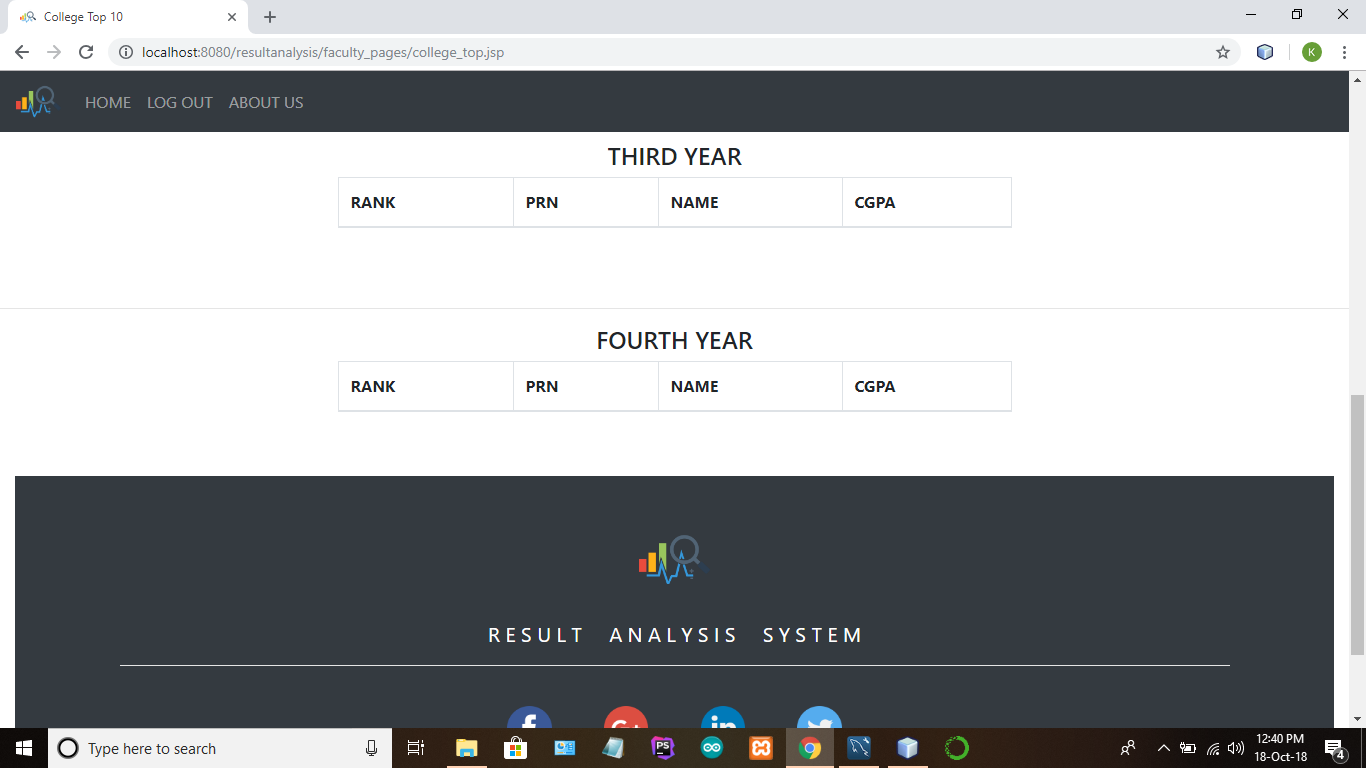 College Top 10
localhost:8080/resultanalysis/faculty_pages/college_top.jsp
K
HOME LOG OUT ABOUT US
THIRD YEAR
RANK PRN NAME CGPA
FOURTH YEAR
RANK PRN NAME CGPA
RESULT ANALYSIS SYSTEM
f G+ in
Type here to search
PS
12:40 PM
18-Oct-18
4